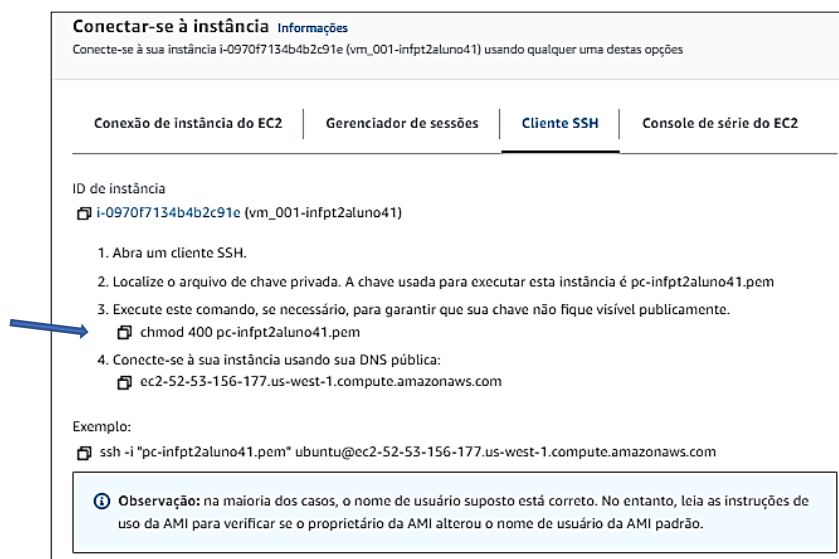 Conectar-se à instância Informações
Conecte-se à sua instância i-0970f7134b4b2c91e (vm_001-infpt2aluno41) usando qualquer uma destas opções
Conexão de instância do EC2 Gerenciador de sessões Cliente SSH Console de série do EC2
ID de instância
i-0970f7134b4b2c91e (vm_001-infpt2aluno41)
1. Abra um cliente SSH.
2. Localize o arquivo de chave privada. A chave usada para executar esta instância é pc-infpt2aluno41.pem
3. Execute este comando, se necessário, para garantir que sua chave não fique visível publicamente.
chmod 400 pc-infpt2aluno41.pem
4. Conecte-se à sua instância usando sua DNS pública:
ec2-52-53-156-177.us-west-1.compute.amazonaws.com
Exemplo:
ssh -i "pc-infpt2aluno41.pem" ubuntu@ec2-52-53-156-177.us-west-1.compute.amazonaws.com
Observação: na maioria dos casos, o nome de usuário suposto está correto. No entanto, leia as instruções de
uso da AMI para verificar se o proprietário da AMI alterou o nome de usuário da AMI padrão.